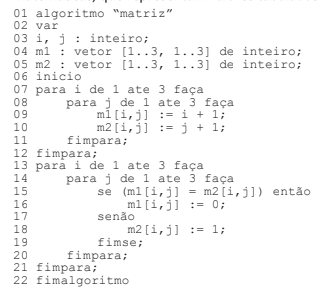 01 algoritmo “matriz”
02 var
03 i, j : inteiro;
04 m1 : vetor [1..3, 1..3] de inteiro;
05 m2 : vetor [1..3, 1..3] de inteiro;
06 inicio
07 para i de 1 ate 3 faça
08     para j de 1 ate 3 faça
09         m1[i,j] := i + 1;
10         m2[i,j] := j + 1;
11     fimpara;
12 fimpara;
13 para i de 1 ate 3 faça
14     para j de 1 ate 3 faça
15         se (m1[i,j] = m2[i,j]) então
16             m1[i,j] := 0;
17         senão
18             m2[i,j] := 1;
19         fimse;
20     fimpara;
21 fimpara;
22 fimalgoritmo